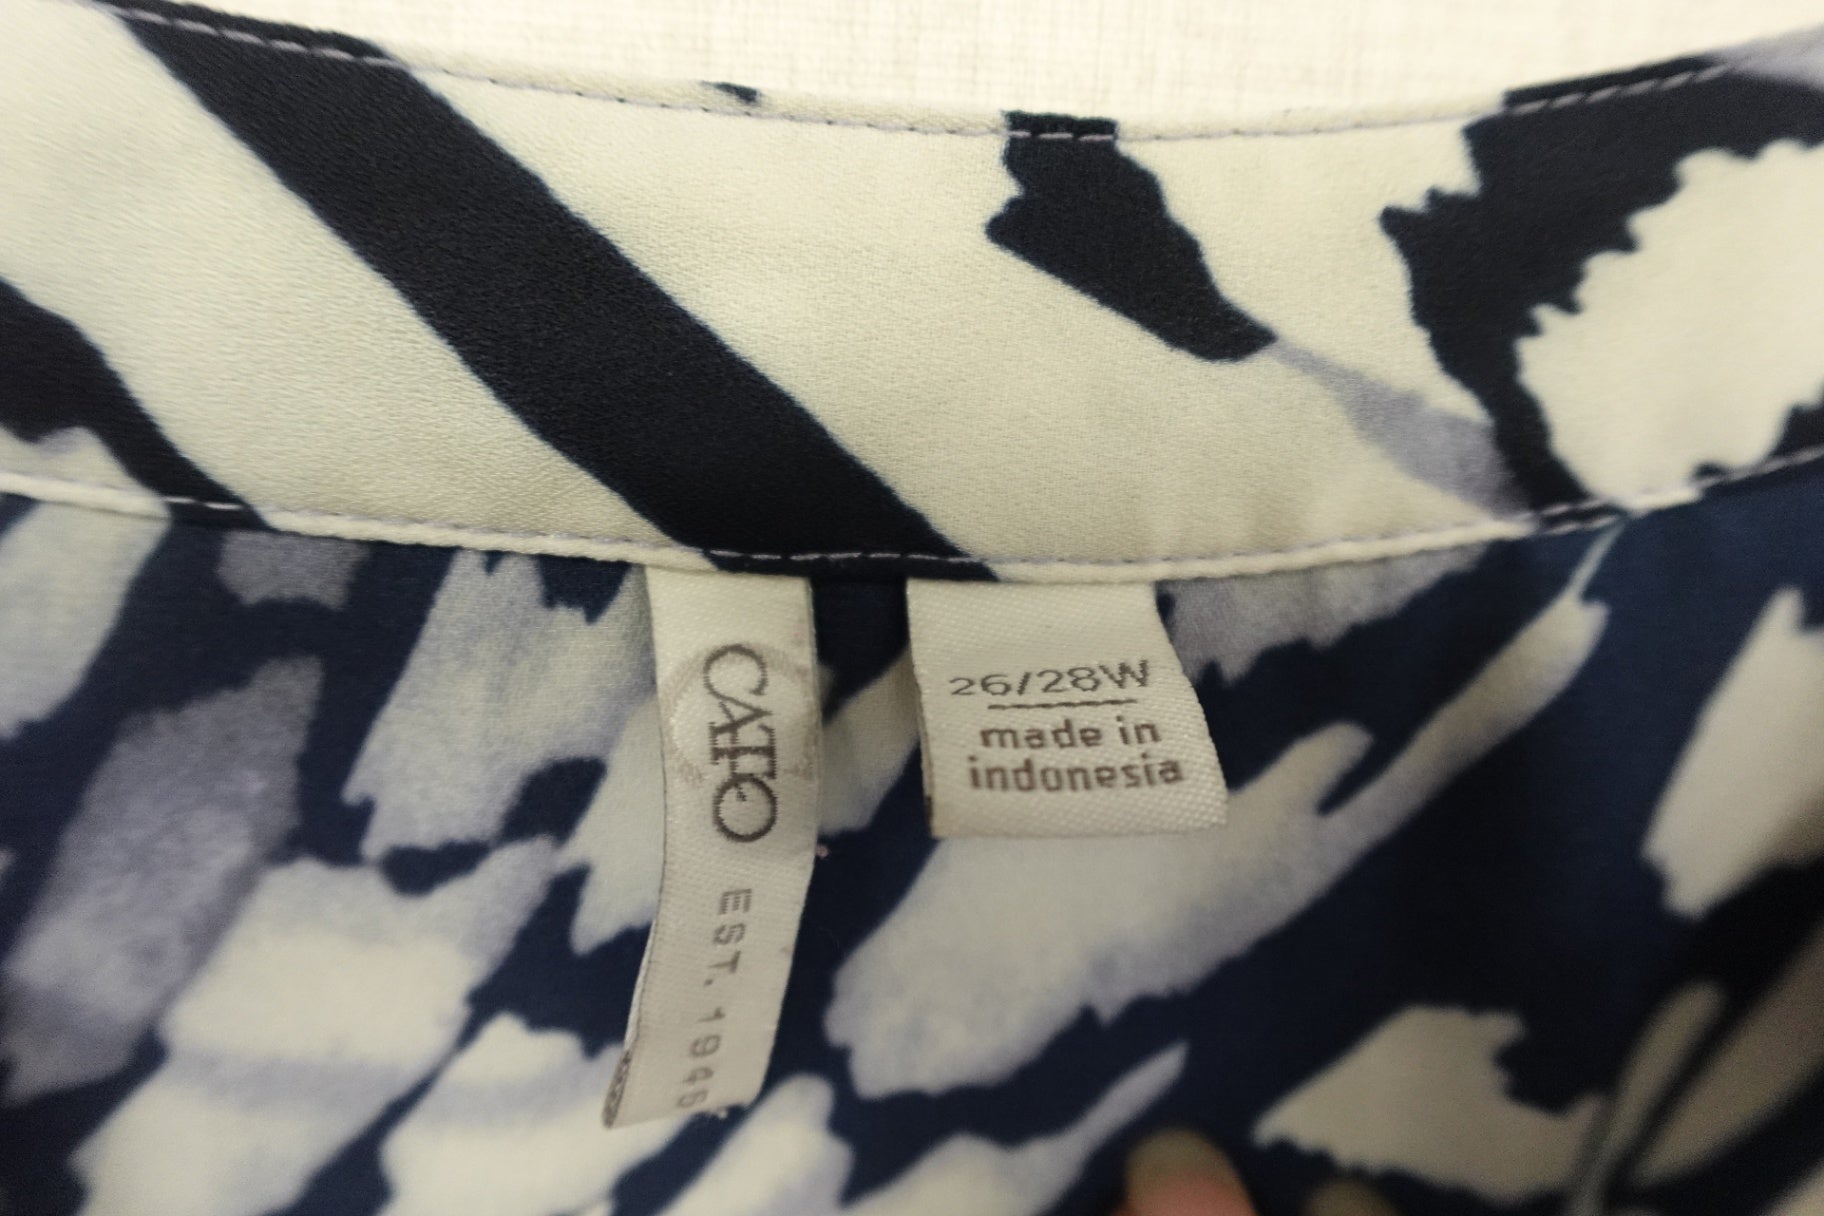 CATO
EST. 1946
26/28W
made in
indonesia